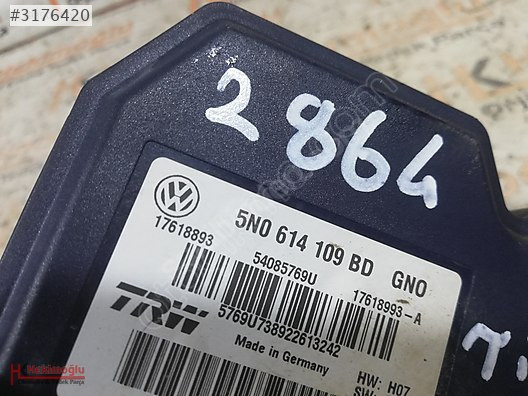 #3176420
2864
5N0 614 109 BD GNO
17618893
54085769U
17618993-A
TRW
5769U738922613242
Made in Germany
HW: H07
SW: